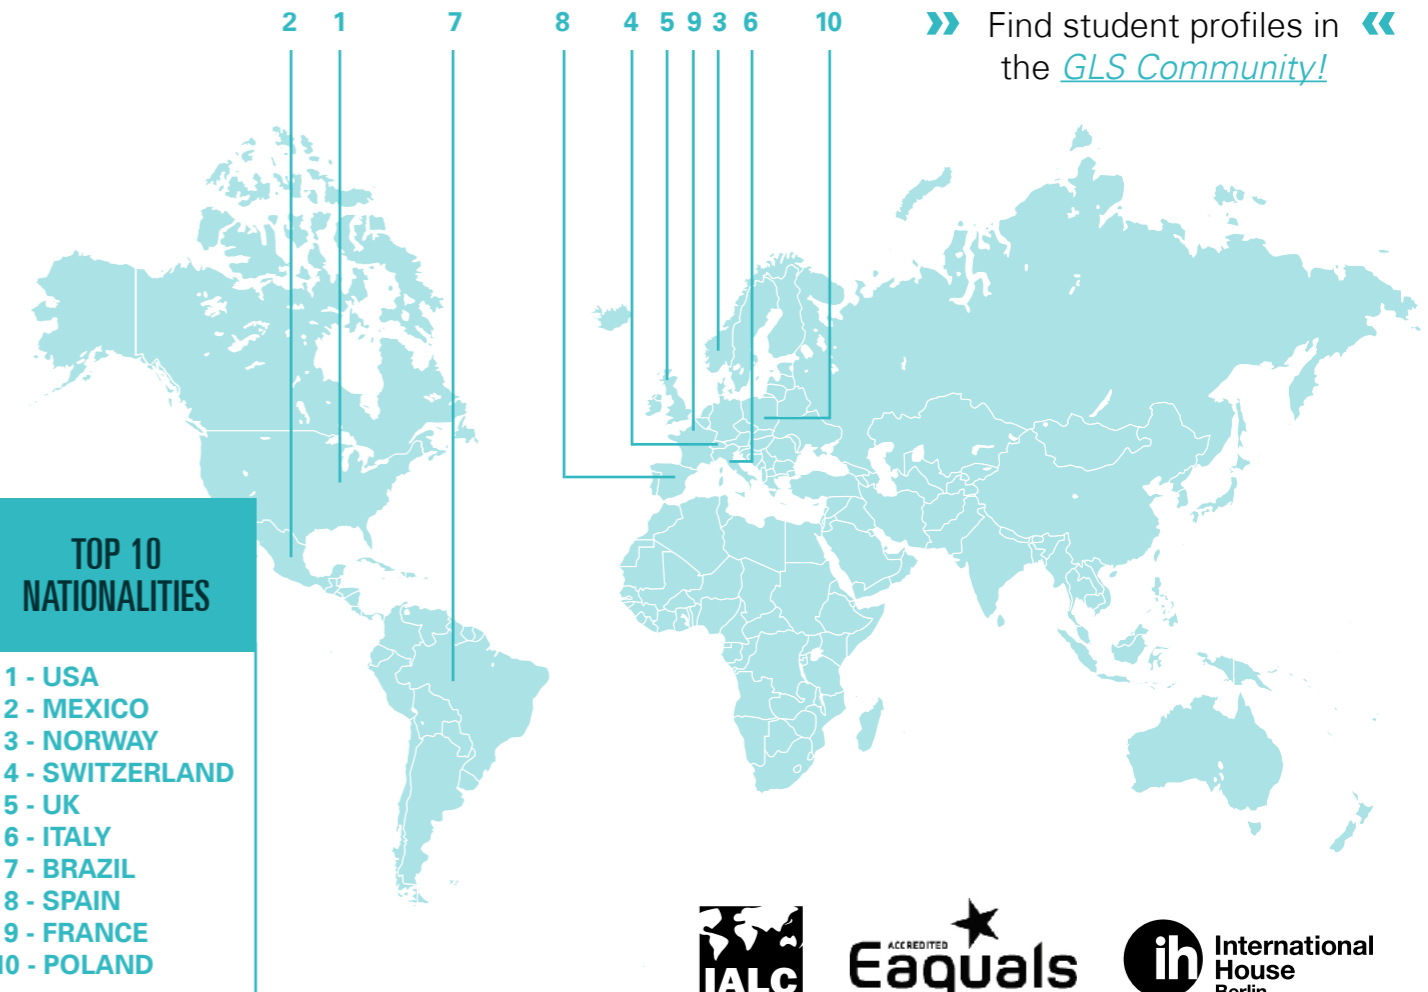 2 1 7 8 4 5 9 3 6 10
Find student profiles in
the GLS Community!
TOP 10
NATIONALITIES
1 - USA
2 - MEXICO
3 - NORWAY
4 - SWITZERLAND
5 - UK
6 - ITALY
7 - BRAZIL
8 - SPAIN
9 - FRANCE
10 - POLAND
IALC
ACCREDITED
Eaquals
ih
International
House
Berlin